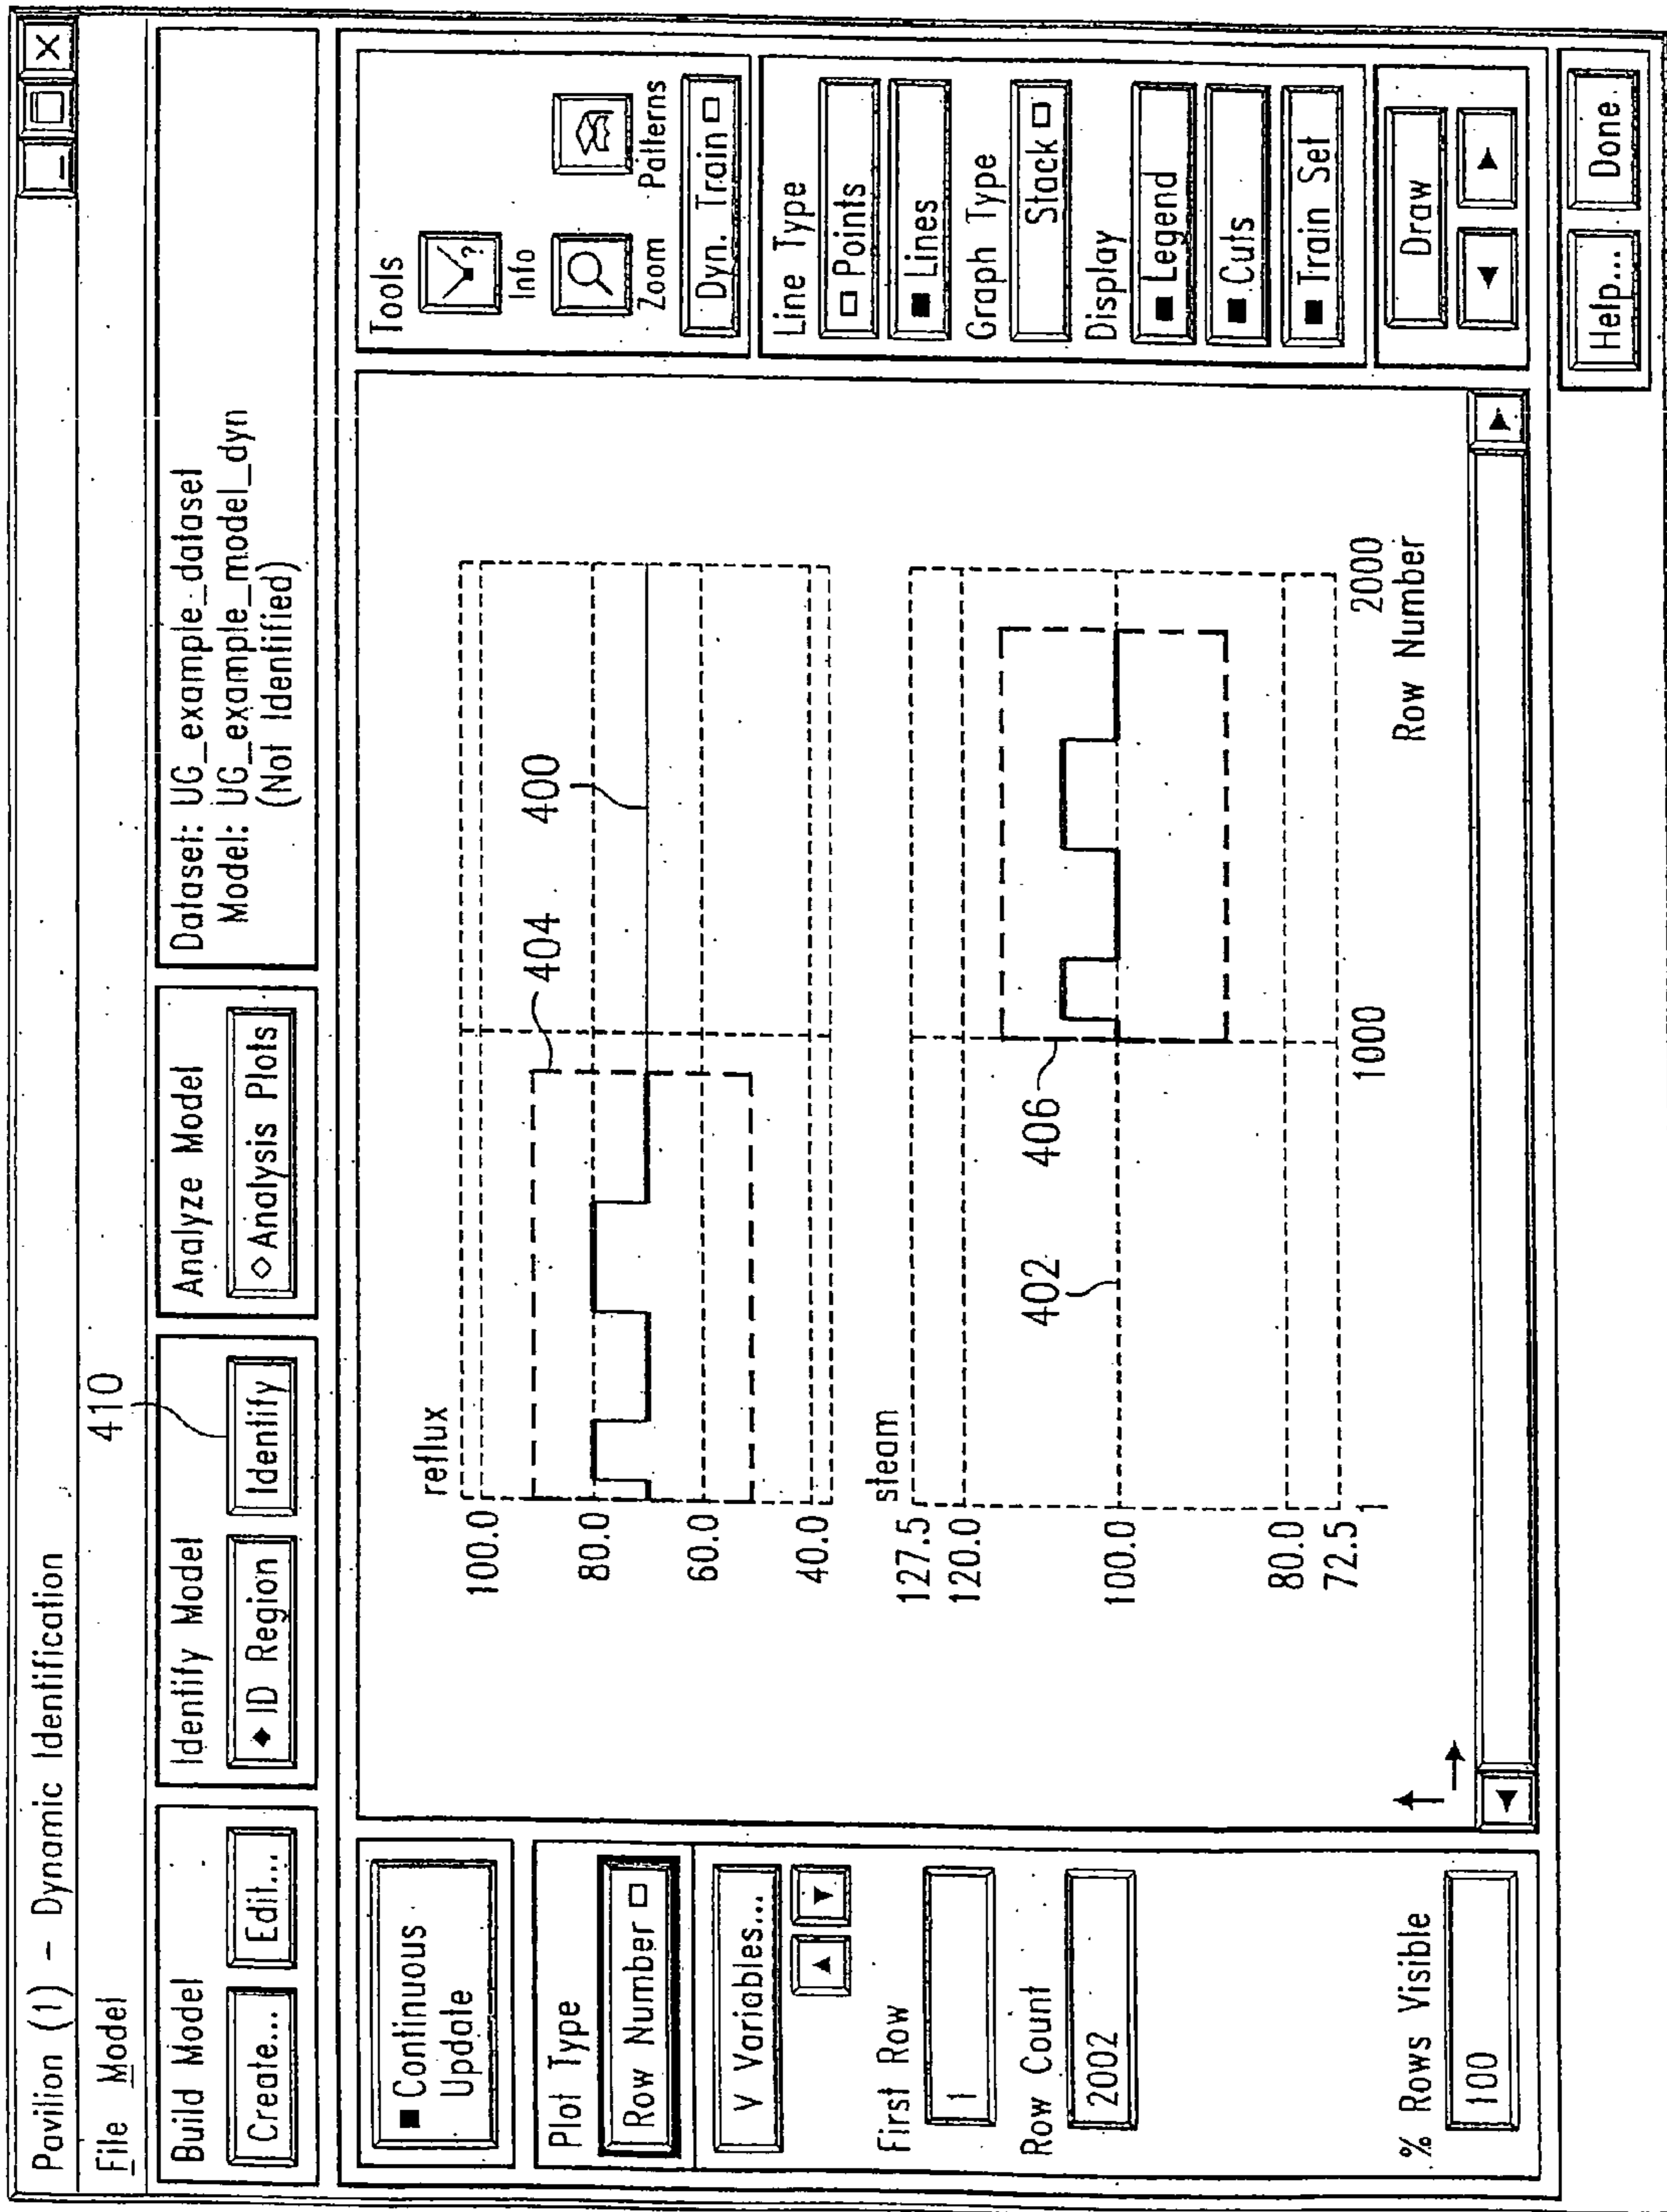 Pavilion (1) - Dynamic Identification
File Model
410
Build Model
Create... Edit...
Identify Model
◆ ID Region Identify
Analyze Model
◇ Analysis Plots
Dataset: UG_example_dataset
Model: UG_example_model_dyn
(Not Identified)
■ Continuous
Update
Plot Type
Row Number □
Y Variables...
First Row
1
Row Count
2002
% Rows Visible
100
reflux
100.0
80.0
60.0
40.0
404
400
steam
127.5
120.0
100.0
80.0
72.5
402
406
1
1000
2000
Row Number
Tools
?
Info
Zoom
Patterns
Dyn. Train □
Line Type
□ Points
■ Lines
Graph Type
Stack □
Display
■ Legend
■ Cuts
■ Train Set
Draw
Help... Done